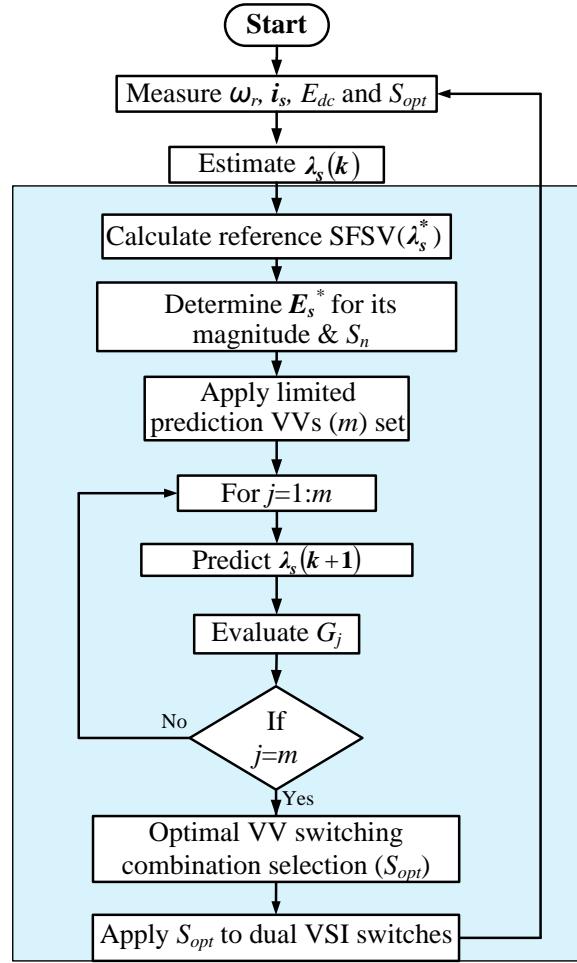 Start
Measure ωr, is, Edc and Sopt
Estimate λs(k)
Calculate reference SFSV(λs*)
Determine Es* for its
magnitude & Sn
Apply limited
prediction VVs (m) set
For j=1:m
Predict λs(k+1)
Evaluate Gj
If
j=m
No
Yes
Optimal VV switching
combination selection (Sopt)
Apply Sopt to dual VSI switches